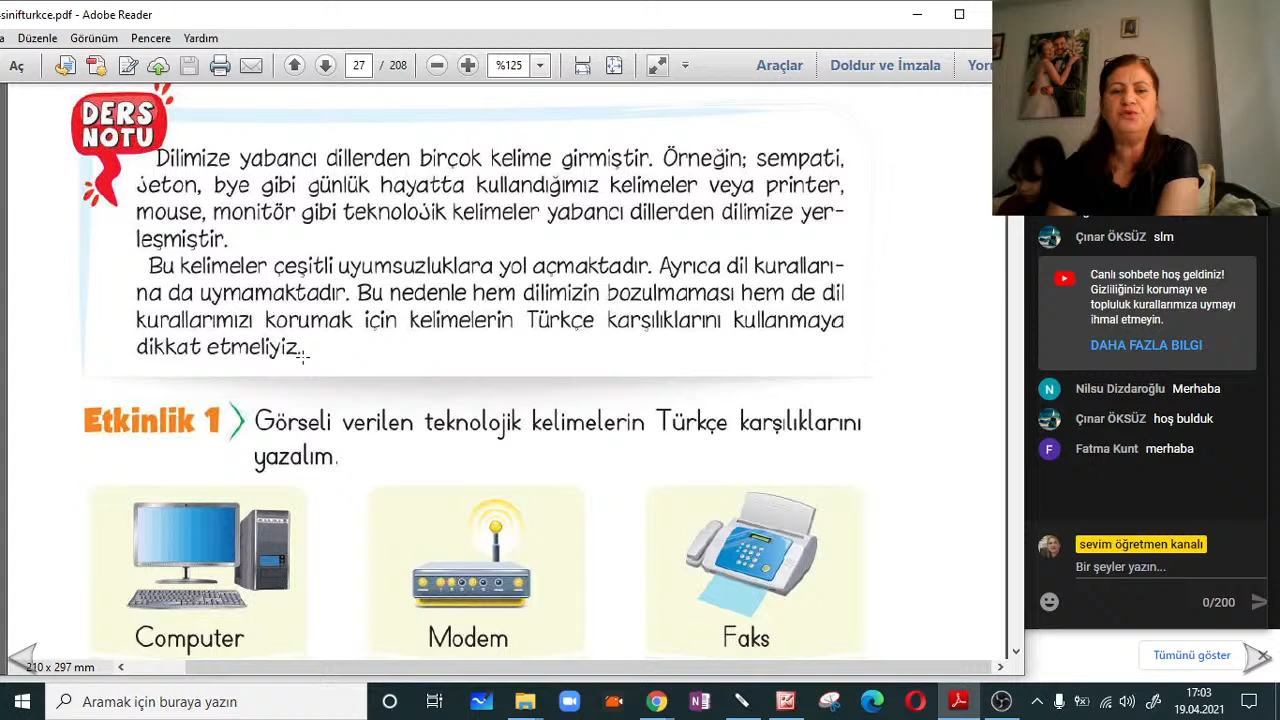 sinifturkce.pdf - Adobe Reader
Düzenle Görünüm Pencere Yardım
Aç 27 / 208 %125 Araçlar Doldur ve İmzala
DERS
NOTU
Dilimize yabancı dillerden birçok kelime girmiştir. Örneğin; sempati,
jeton, bye gibi günlük hayatta kullandığımız kelimeler veya printer,
mouse, monitör gibi teknolojik kelimeler yabancı dillerden dilimize yer-
leşmiştir.
Bu kelimeler çeşitli uyumsuzluklara yol açmaktadır. Ayrıca dil kuralları-
na da uymamaktadır. Bu nedenle hem dilimizin bozulmaması hem de dil
kurallarımızı korumak için kelimelerin Türkçe karşılıklarını kullanmaya
dikkat etmeliyiz.
Etkinlik 1 Görseli verilen teknolojik kelimelerin Türkçe karşılıklarını
yazalım.
Computer Modem Faks
210 x 297 mm
Çınar ÖKSÜZ slm
Canlı sohbete hoş geldiniz!
Gizliliğinizi korumayı ve
topluluk kurallarımıza uymayı
ihmal etmeyin.
DAHA FAZLA BILGI
N Nilsu Dizdaroğlu Merhaba
Çınar ÖKSÜZ hoş bulduk
F Fatma Kunt merhaba
sevim öğretmen kanalı
Bir şeyler yazın...
0/200
Tümünü göster
Aramak için buraya yazın
17:03
19.04.2021